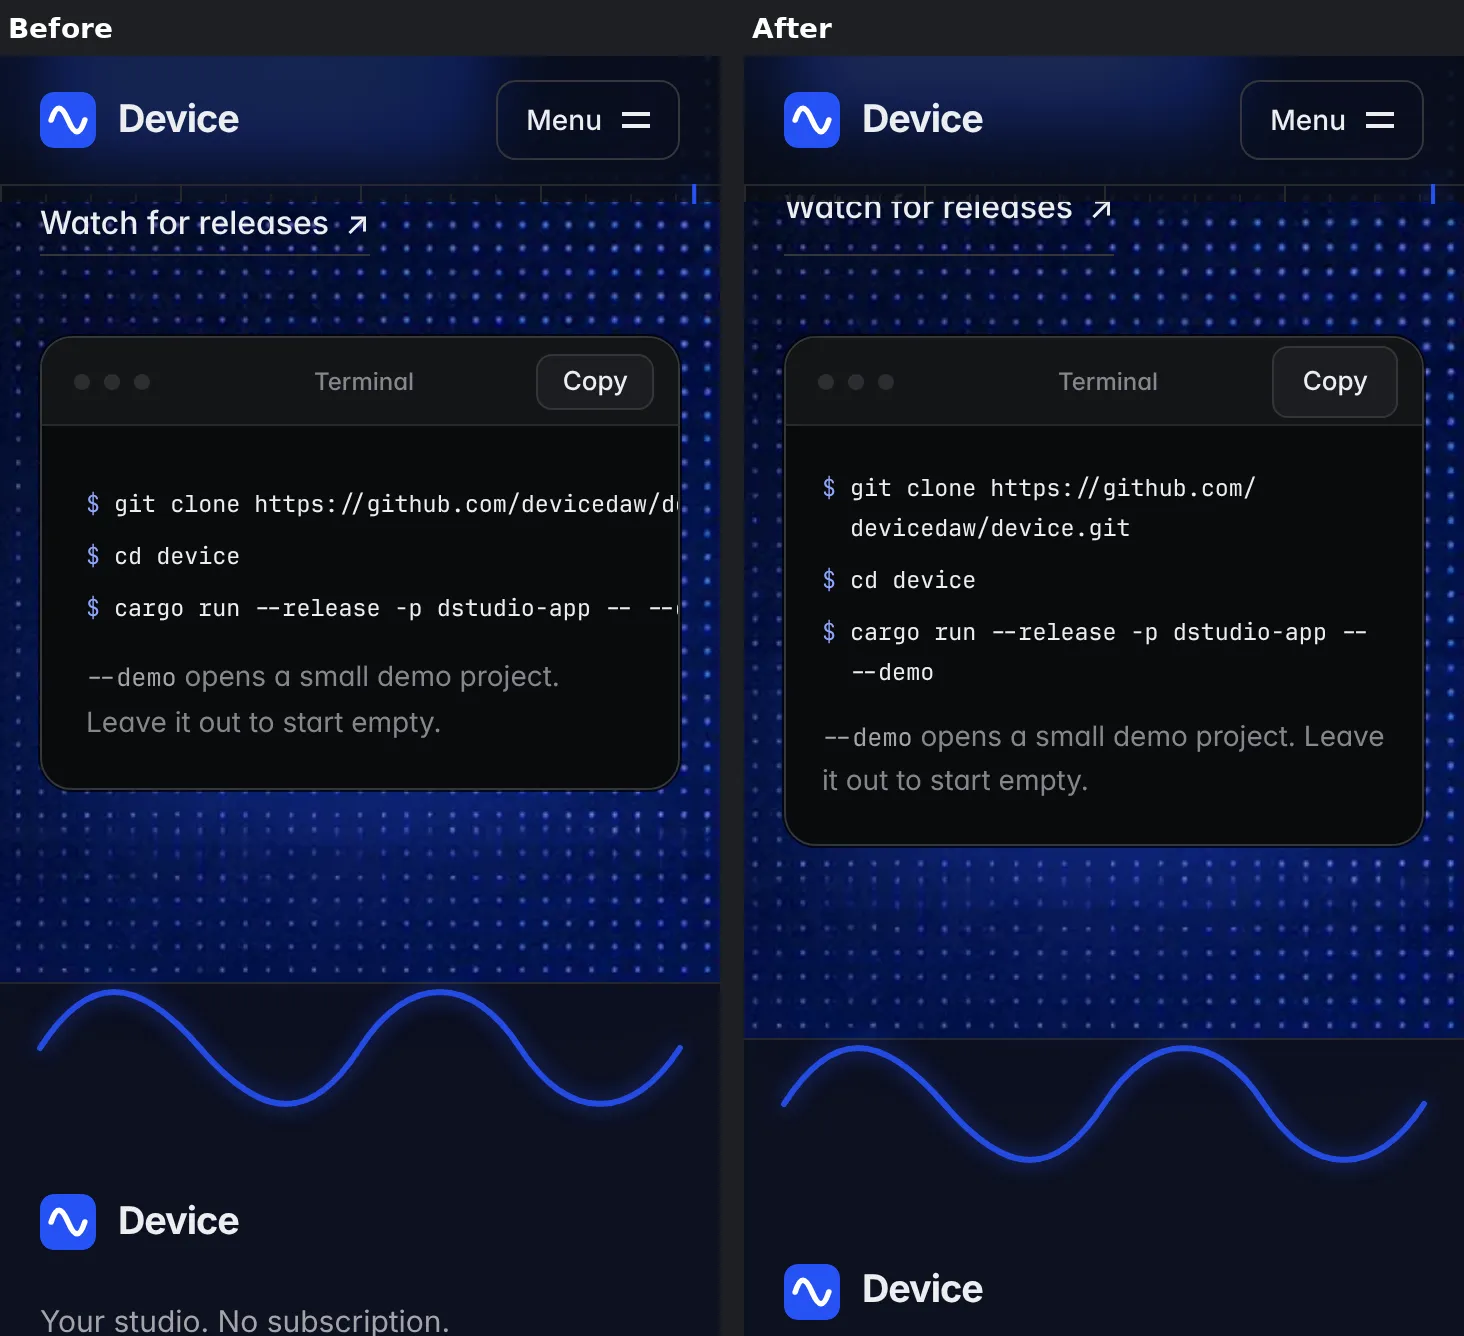 Before
Device
Menu
Watch for releases ↗
Terminal
Copy
$ git clone https://github.com/devicedaw/d
$ cd device
$ cargo run --release -p dstudio-app -- --
--demo opens a small demo project.
Leave it out to start empty.
Device
Your studio. No subscription.
After
Device
Menu
Watch for releases ↗
Terminal
Copy
$ git clone https://github.com/
devicedaw/device.git
$ cd device
$ cargo run --release -p dstudio-app --
--demo
--demo opens a small demo project. Leave
it out to start empty.
Device